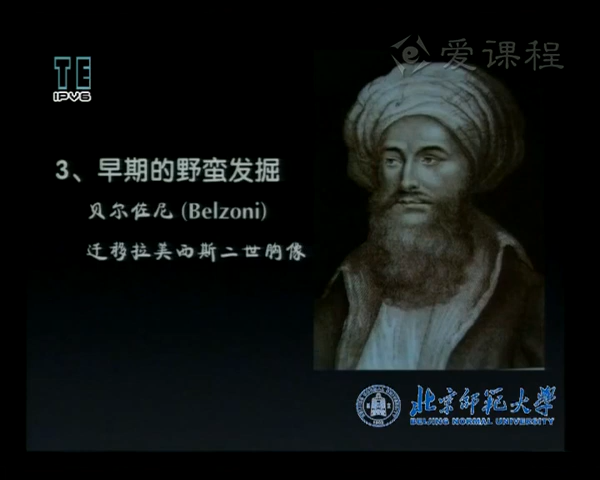 爱课程
TE
IPV6
3、早期的野蛮发掘
贝尔佐尼 (Belzoni)
迁移拉美西斯二世胸像
北京师范大学
BEIJING NORMAL UNIVERSITY